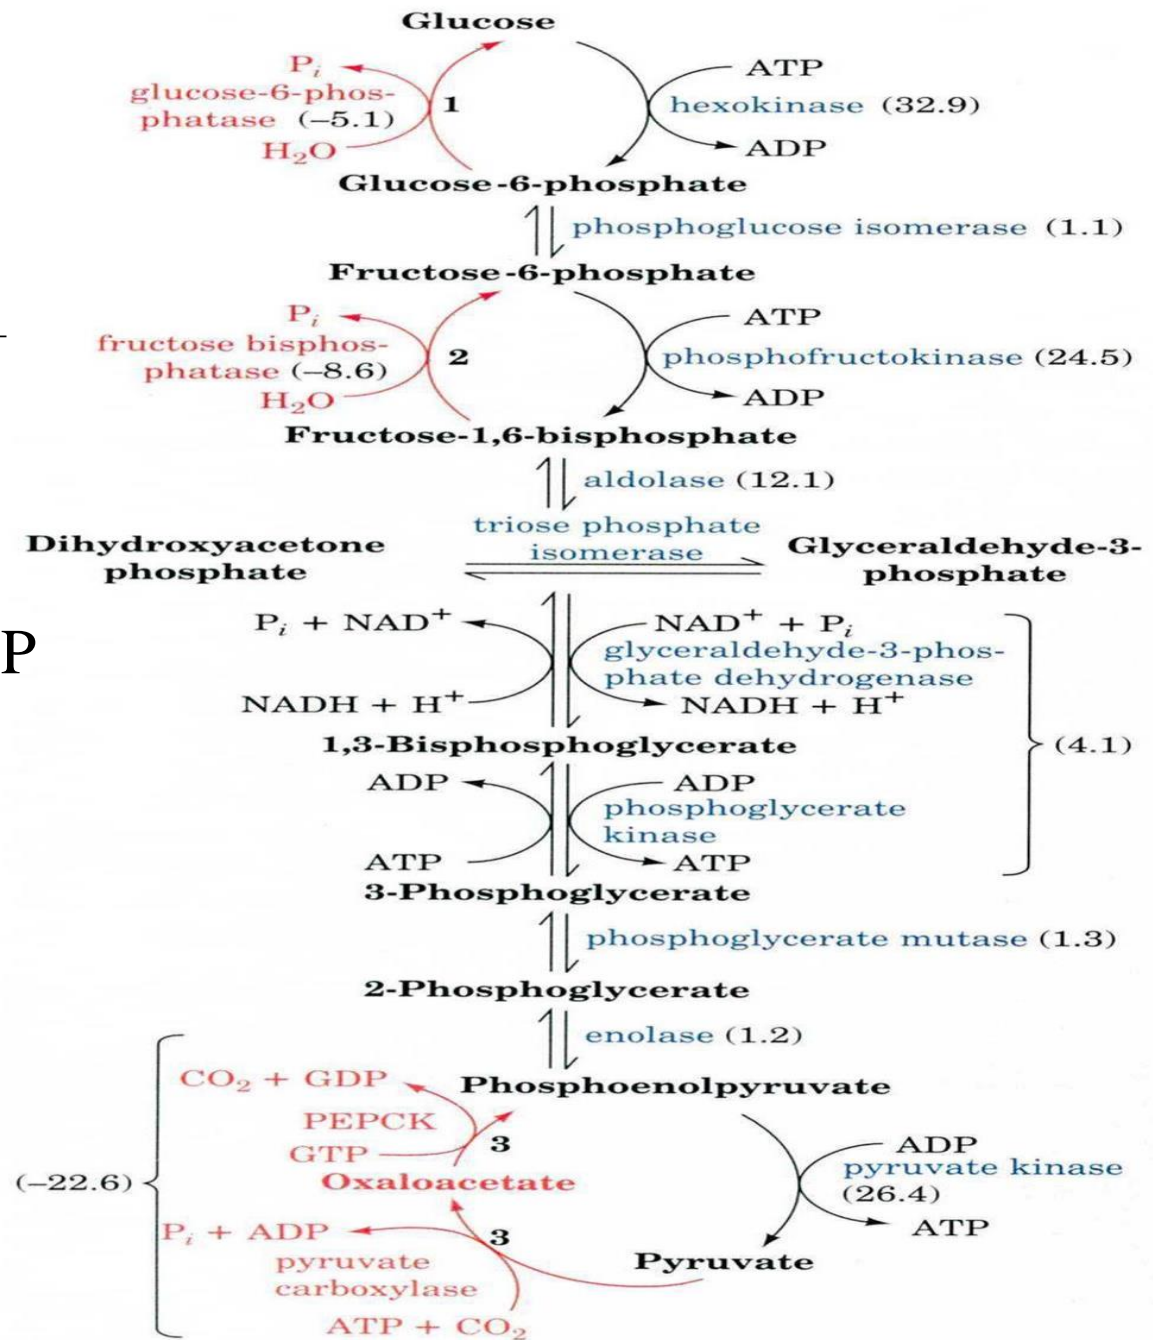 Glucose
Pi
ATP
glucose-6-phos-
phatase (–5.1)
1
hexokinase (32.9)
H2O
ADP
Glucose-6-phosphate
phosphoglucose isomerase (1.1)
Fructose-6-phosphate
Pi
ATP
fructose bisphos-
phatase (–8.6)
2
phosphofructokinase (24.5)
H2O
ADP
Fructose-1,6-bisphosphate
aldolase (12.1)
triose phosphate
isomerase
Dihydroxyacetone
phosphate
Glyceraldehyde-3-
phosphate
Pi + NAD+
NAD+ + Pi
glyceraldehyde-3-phos-
phate dehydrogenase
P
NADH + H+
NADH + H+
1,3-Bisphosphoglycerate
(4.1)
ADP
ADP
phosphoglycerate
kinase
ATP
ATP
3-Phosphoglycerate
phosphoglycerate mutase (1.3)
2-Phosphoglycerate
enolase (1.2)
CO2 + GDP
Phosphoenolpyruvate
PEPCK
3
GTP
ADP
pyruvate kinase
(26.4)
(–22.6)
Oxaloacetate
ATP
Pi + ADP
3
Pyruvate
pyruvate
carboxylase
ATP + CO2